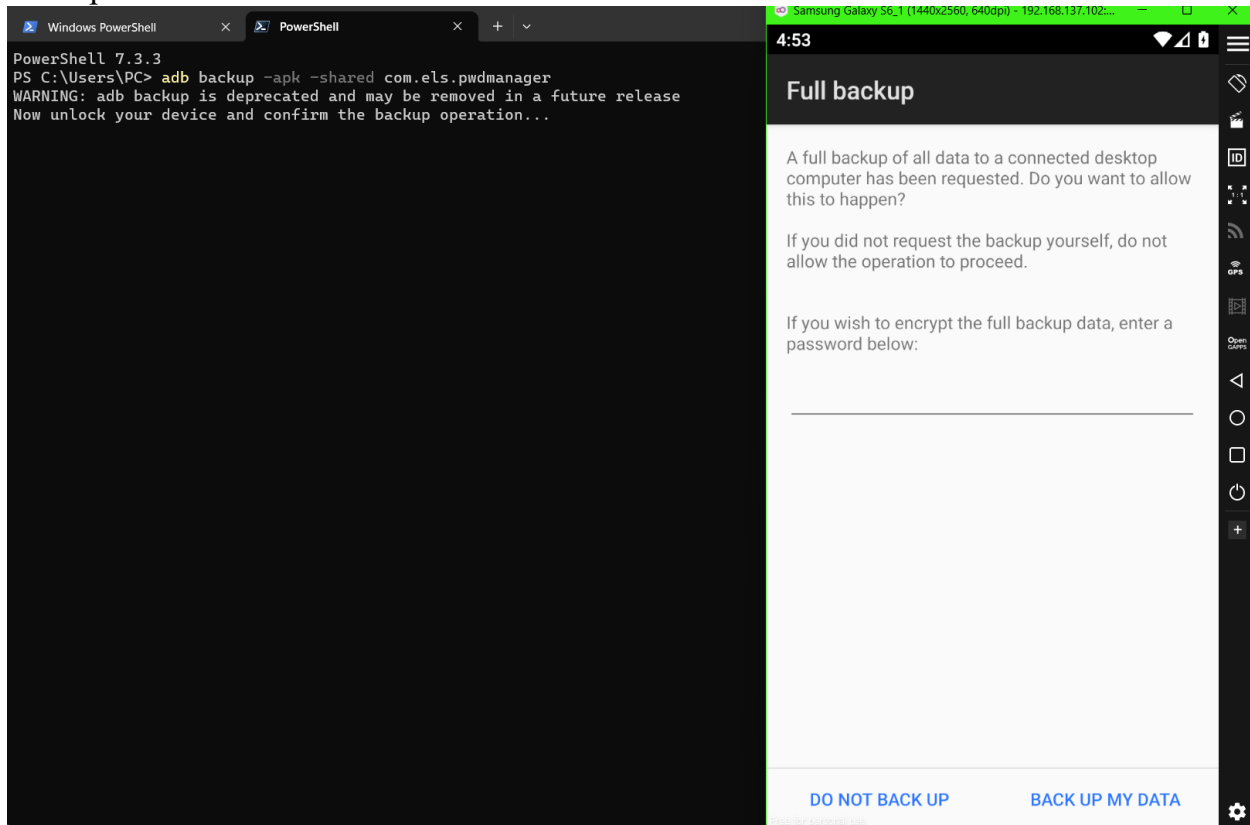 Windows PowerShell
PowerShell
PowerShell 7.3.3
PS C:\Users\PC> adb backup -apk -shared com.els.pwdmanager
WARNING: adb backup is deprecated and may be removed in a future release
Now unlock your device and confirm the backup operation...
Samsung Galaxy S6_1 (1440x2560, 640dpi) - 192.168.137.102:...
4:53
Full backup
A full backup of all data to a connected desktop
computer has been requested. Do you want to allow
this to happen?
If you did not request the backup yourself, do not
allow the operation to proceed.
If you wish to encrypt the full backup data, enter a
password below:
DO NOT BACK UP
BACK UP MY DATA
ID
1:1
GPS
Open
GAPPS